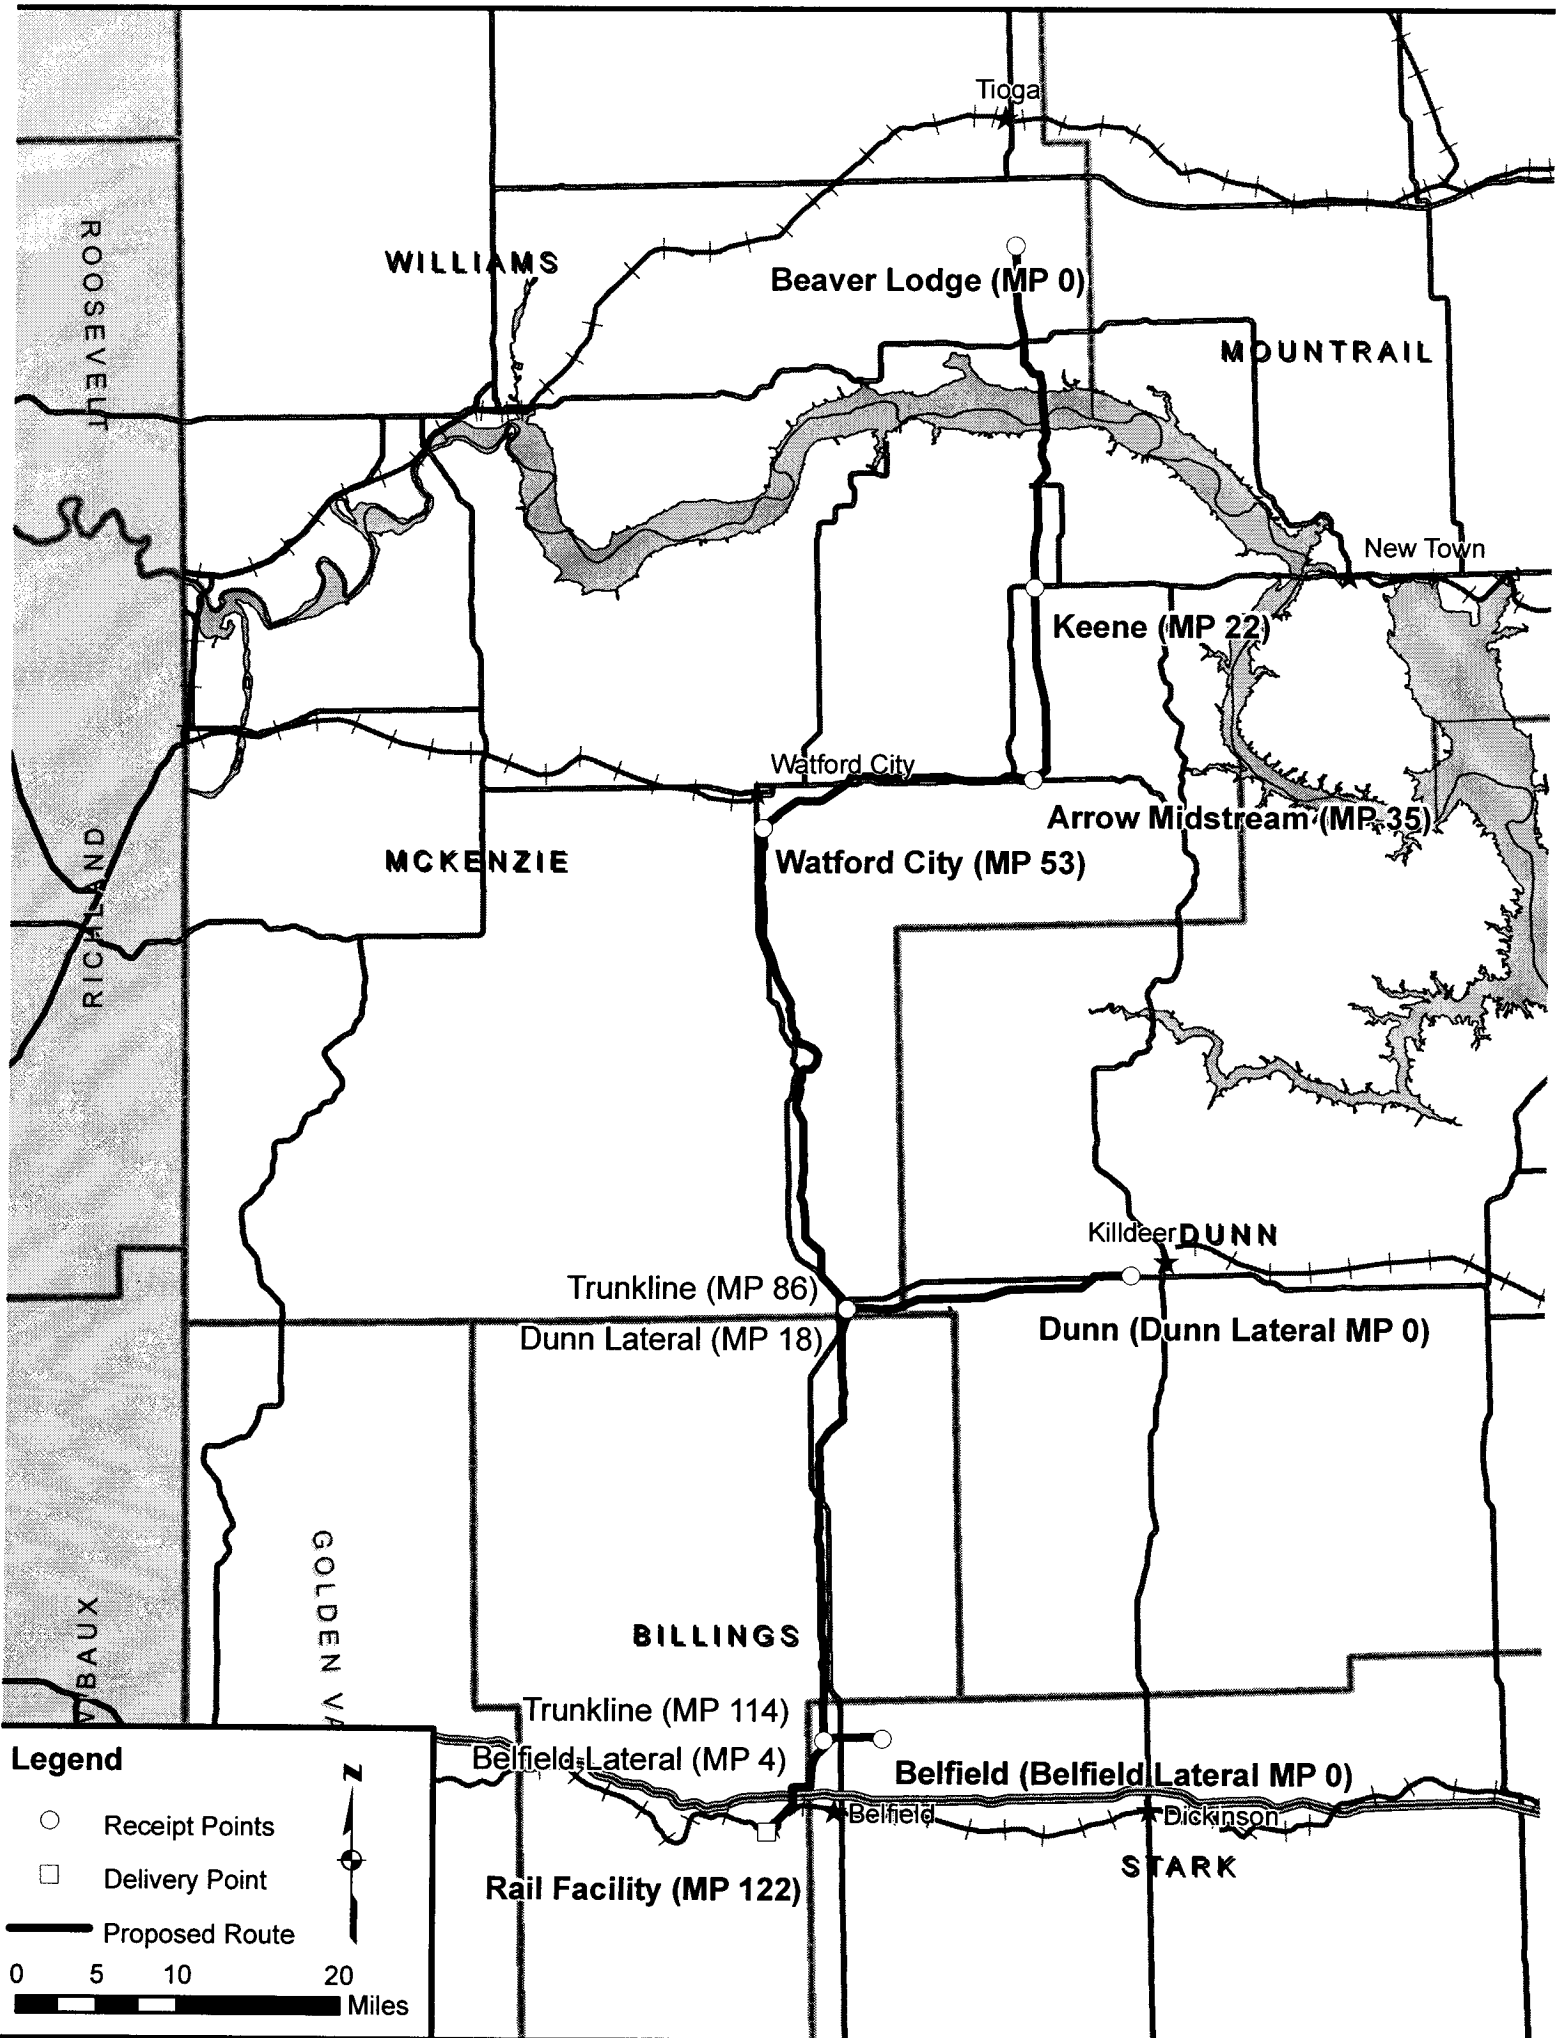 Tioga
ROOSEVELT
WILLIAMS
Beaver Lodge (MP 0)
MOUNTRAIL
New Town
Keene (MP 22)
Watford City
Arrow Midstream (MP 35)
RICHLAND
MCKENZIE
Watford City (MP 53)
Killdeer
DUNN
Trunkline (MP 86)
Dunn Lateral (MP 18)
Dunn (Dunn Lateral MP 0)
GOLDEN VA
BAUX
BILLINGS
Trunkline (MP 114)
Belfield Lateral (MP 4)
Belfield (Belfield Lateral MP 0)
Belfield
Dickinson
STARK
Rail Facility (MP 122)
Legend
N
Receipt Points
Delivery Point
Proposed Route
0 5 10 20
Miles